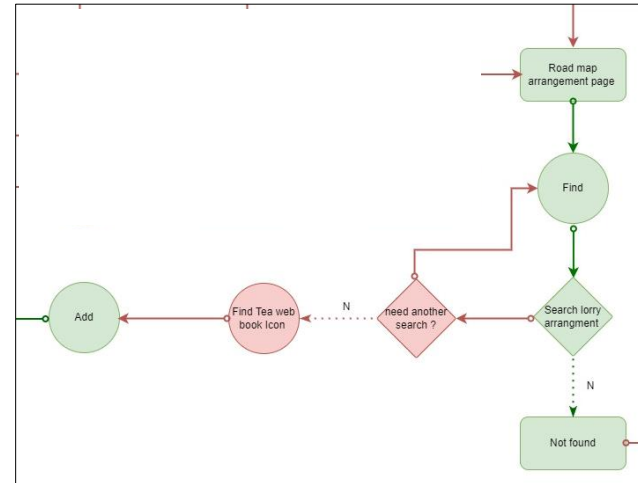 Road map
arrangement page
Find
Search lorry
arrangment
need another
search ?
N
Find Tea web
book Icon
Add
N
Not found